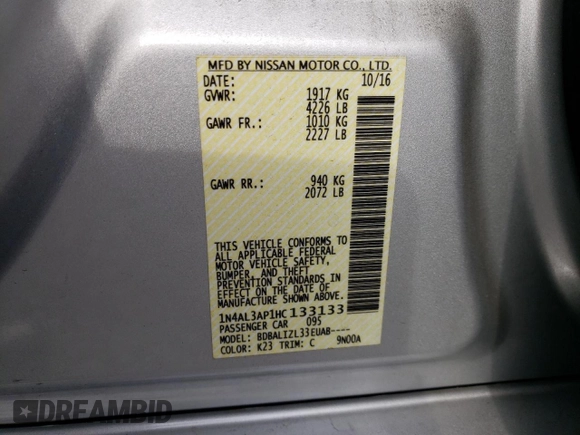 MFD BY NISSAN MOTOR CO., LTD.
DATE: 10/16
GVWR: 1917 KG
4226 LB
GAWR FR.: 1010 KG
2227 LB
GAWR RR.: 940 KG
2072 LB
THIS VEHICLE CONFORMS TO
ALL APPLICABLE FEDERAL
MOTOR VEHICLE SAFETY,
BUMPER, AND THEFT
PREVENTION STANDARDS IN
EFFECT ON THE DATE OF
MANUFACTURE SHOWN ABOVE.
1N4AL3AP1HC133133
PASSENGER CAR 095
MODEL: BDBALIZL33EUAB----
COLOR: K23 TRIM: C 9N00A
DREAMBID